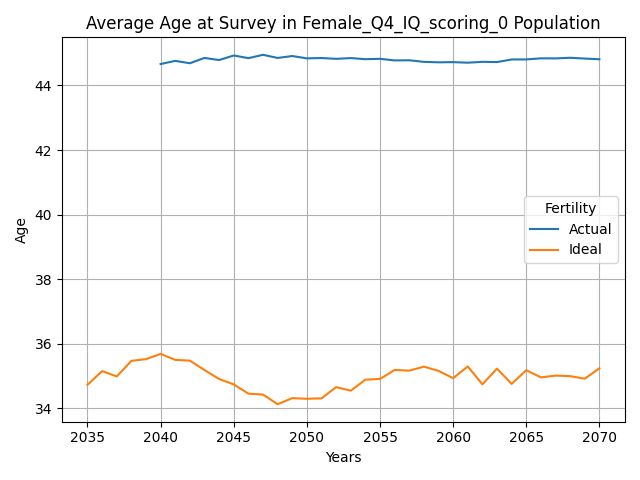 Average Age at Survey in Female_Q4_IQ_scoring_0 Population
44
42
40
38
36
34
Age
Fertility
Actual
Ideal
2035 2040 2045 2050 2055 2060 2065 2070
Years